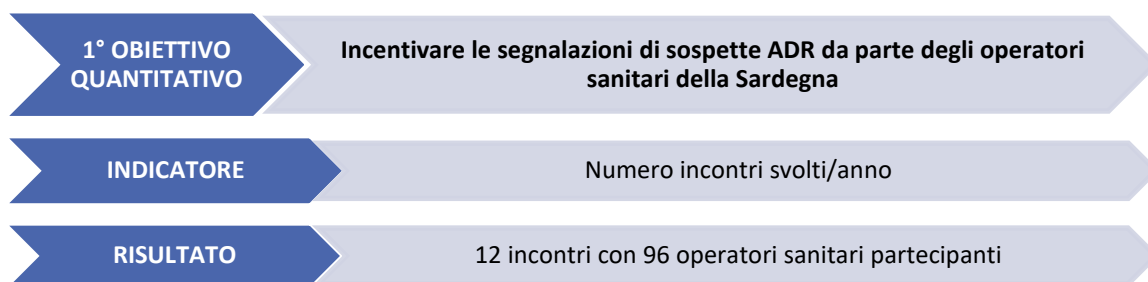 1° OBIETTIVO
QUANTITATIVO
Incentivare le segnalazioni di sospette ADR da parte degli operatori
sanitari della Sardegna
INDICATORE
Numero incontri svolti/anno
RISULTATO
12 incontri con 96 operatori sanitari partecipanti